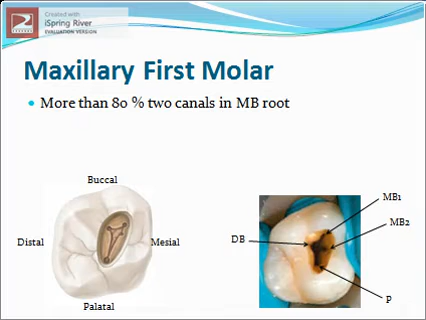 Created with
iSpring River
EVALUATION VERSION
Maxillary First Molar
• More than 80 % two canals in MB root
Buccal
Distal
Mesial
Palatal
MB1
MB2
DB
P